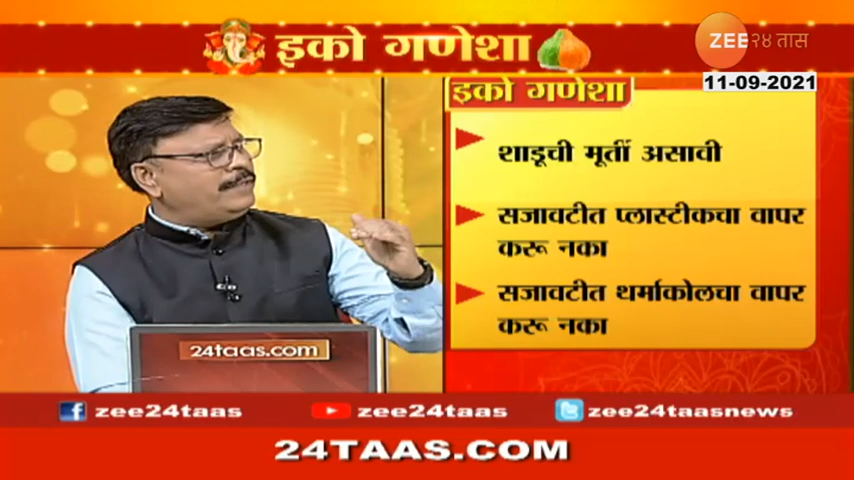 इको गणेशा
ZEE २४ तास
11-09-2021
इको गणेशा
शाडूची मूर्ती असावी
सजावटीत प्लास्टीकचा वापर
करू नका
सजावटीत थर्माकोलचा वापर
करू नका
24taas.com
zee24taas
zee24taas
zee24taasnews
24TAAS.COM